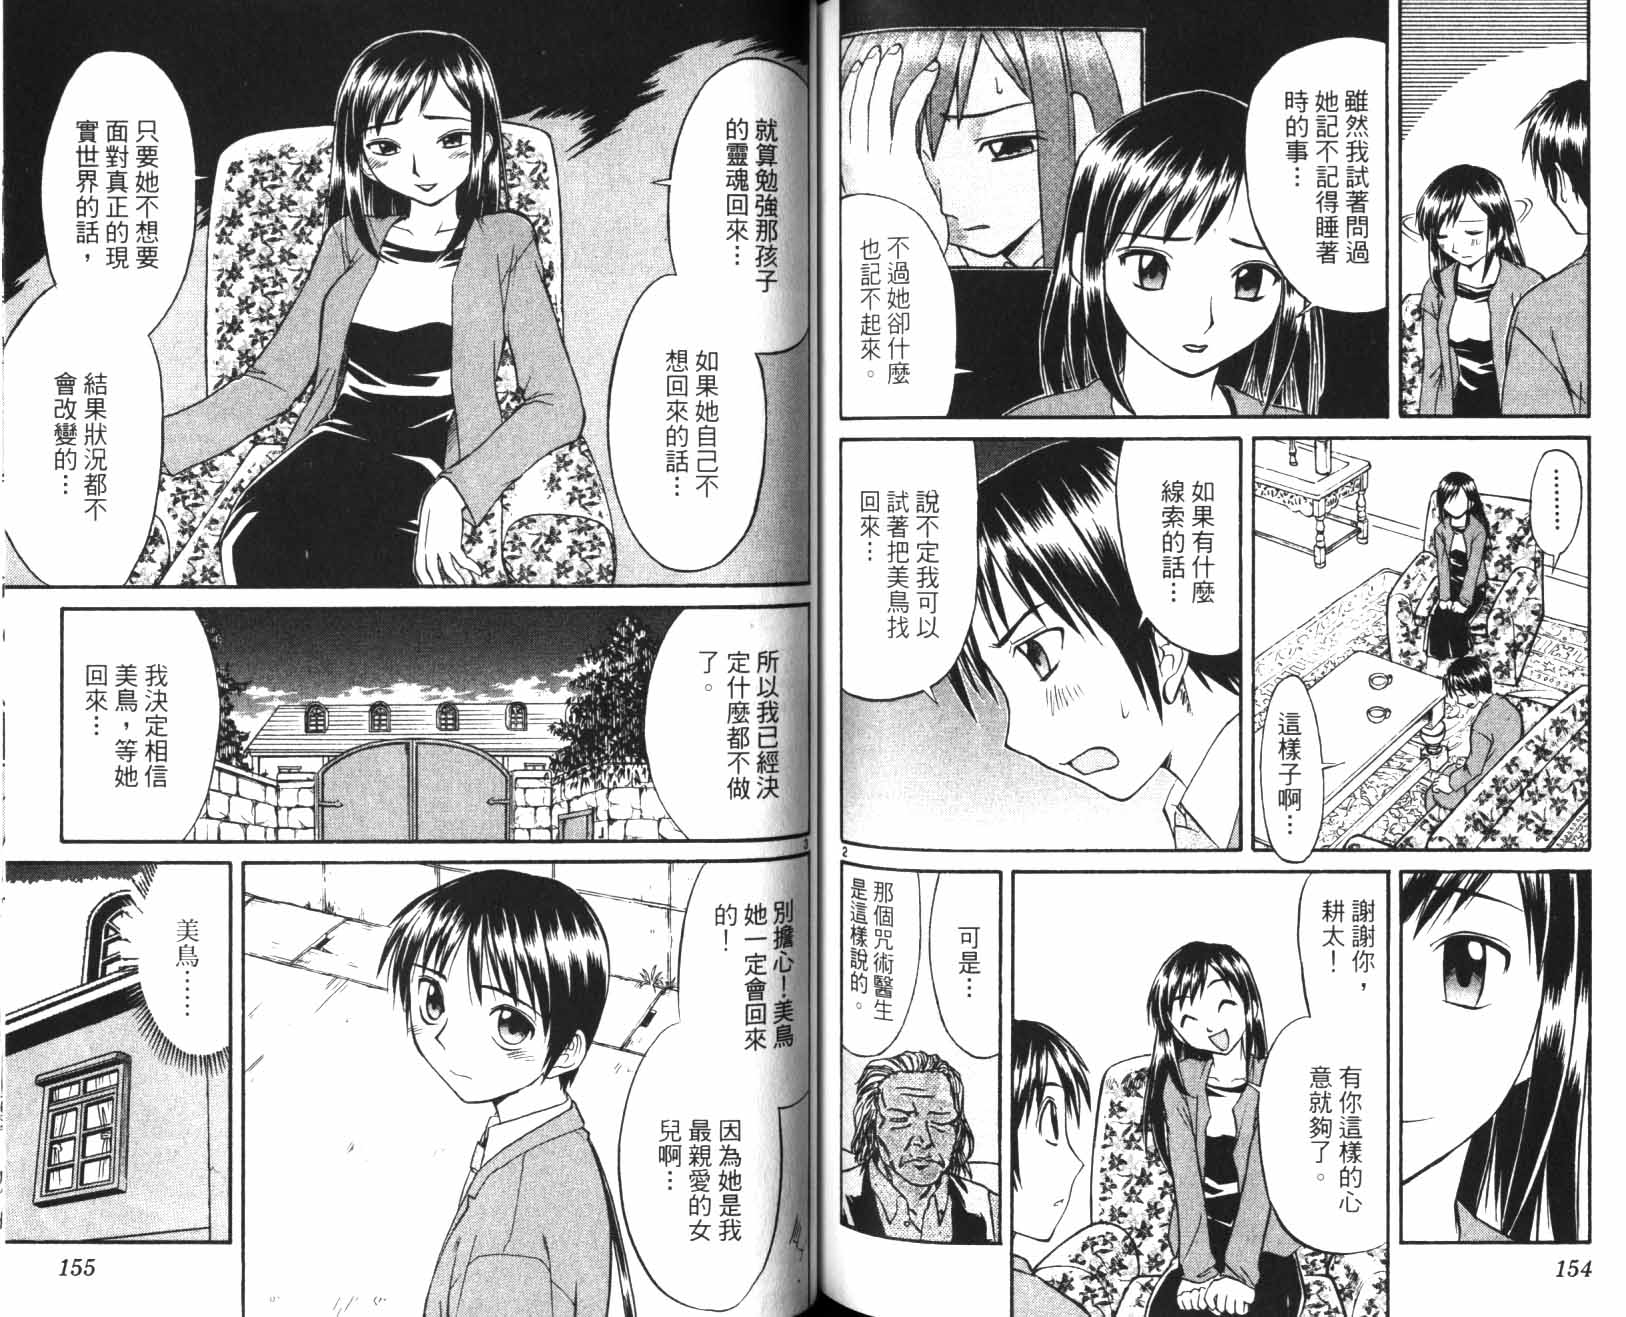 雖然我試著問過
她記不記得睡著
時的事…
不過她卻什麼
也記不起來。
………
這樣子啊…
如果有什麼
線索的話…
說不定我可以
試著把美鳥找
回來…
謝謝你，
耕太！
有你這樣的心
意就夠了。
可是…
那個咒術醫生
是這樣說的。
2
154
就算勉強那孩子
的靈魂回來…
如果她自己不
想回來的話…
只要她不想要
面對真正的現
實世界的話，
結果狀況都不
會改變的…
所以我已經決
定什麼都不做
了。
我決定相信
美鳥，等她
回來…
3
別擔心！美鳥
她一定會回來
的！
因為她是我
最親愛的女
兒啊…
美鳥……
155